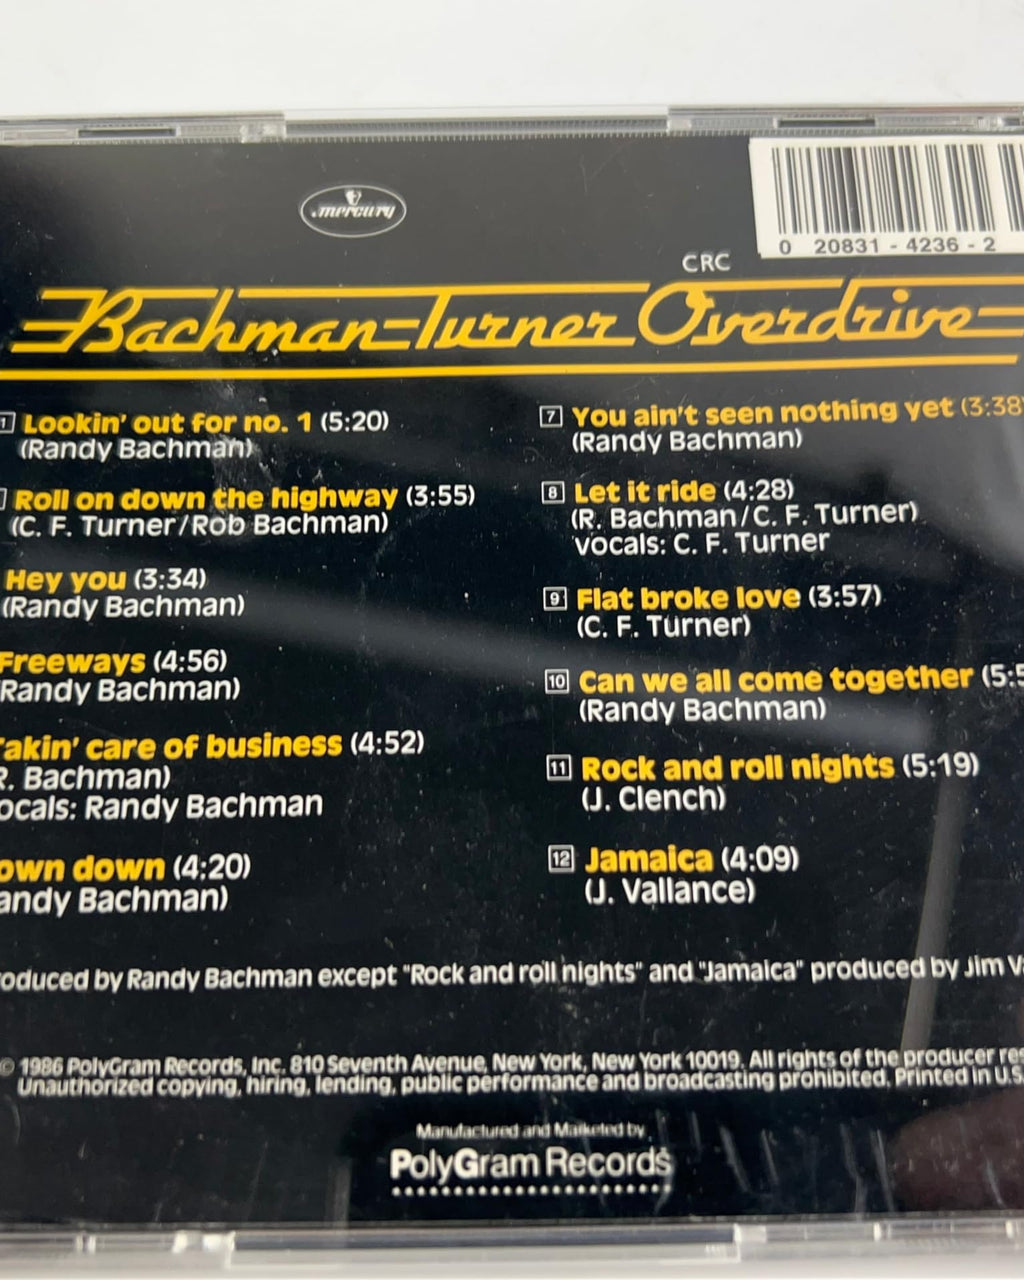 mercury
0 20831 - 4236 - 2
CRC
Bachman-Turner Overdrive
1 Lookin' out for no. 1 (5:20)
(Randy Bachman)
Roll on down the highway (3:55)
(C. F. Turner/Rob Bachman)
Hey you (3:34)
(Randy Bachman)
Freeways (4:56)
(Randy Bachman)
Takin' care of business (4:52)
R. Bachman)
ocals: Randy Bachman
own down (4:20)
andy Bachman)
7 You ain't seen nothing yet (3:38)
(Randy Bachman)
8 Let it ride (4:28)
(R. Bachman/C. F. Turner)
vocals: C. F. Turner
9 Flat broke love (3:57)
(C. F. Turner)
10 Can we all come together (5:5
(Randy Bachman)
11 Rock and roll nights (5:19)
(J. Clench)
12 Jamaica (4:09)
(J. Vallance)
oduced by Randy Bachman except "Rock and roll nights" and "Jamaica" produced by Jim V
© 1986 PolyGram Records, Inc. 810 Seventh Avenue, New York, New York 10019. All rights of the producer res
Unauthorized copying, hiring, lending, public performance and broadcasting prohibited. Printed in U.S.
Manufactured and Marketed by
PolyGram Records